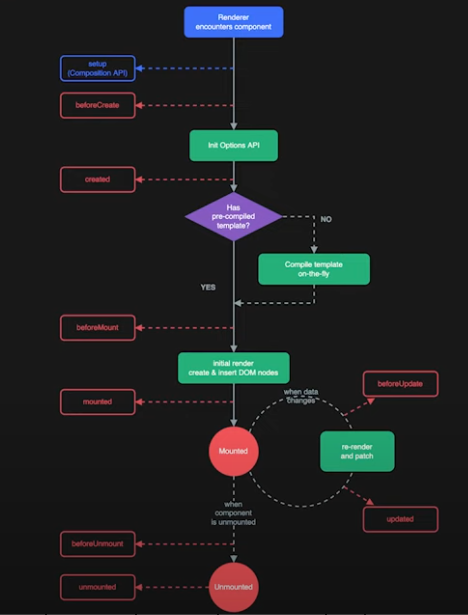 Renderer
encounters component
setup
(Composition API)
beforeCreate
Init Options API
created
Has
pre-compiled
template?
NO
Compile template
on-the-fly
YES
beforeMount
initial render
create & insert DOM nodes
when data
changes
beforeUpdate
mounted
Mounted
re-render
and patch
when
component
is unmounted
updated
beforeUnmount
unmounted
Unmounted